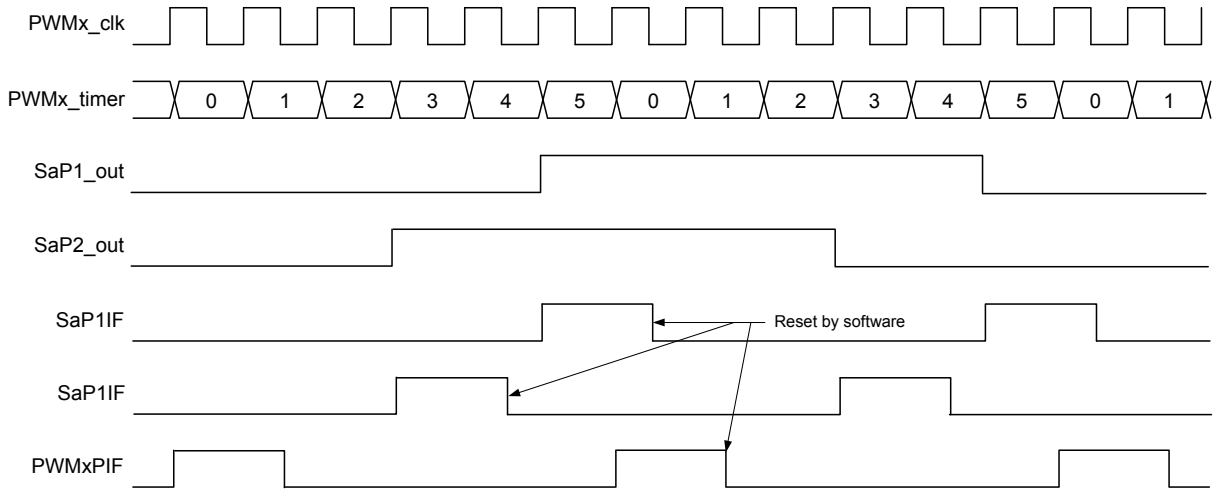 PWMx_clk
PWMx_timer 0 1 2 3 4 5 0 1 2 3 4 5 0 1
SaP1_out
SaP2_out
SaP1IF
Reset by software
SaP1IF
PWMxPIF